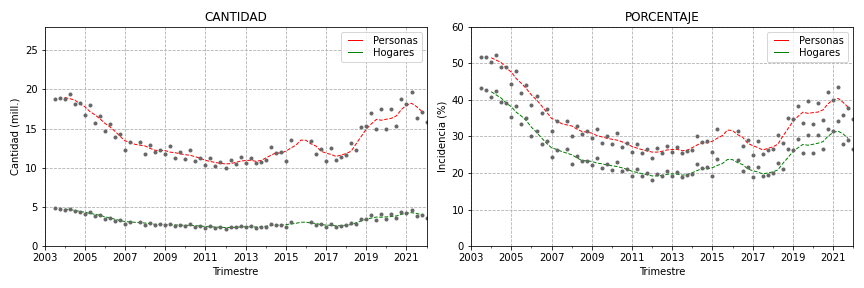 CANTIDAD
Cantidad (mill.)
25
20
15
10
5
0
2003 2005 2007 2009 2011 2013 2015 2017 2019 2021
Trimestre
Personas
Hogares
PORCENTAJE
Incidencia (%)
60
50
40
30
20
10
0
2003 2005 2007 2009 2011 2013 2015 2017 2019 2021
Trimestre
Personas
Hogares